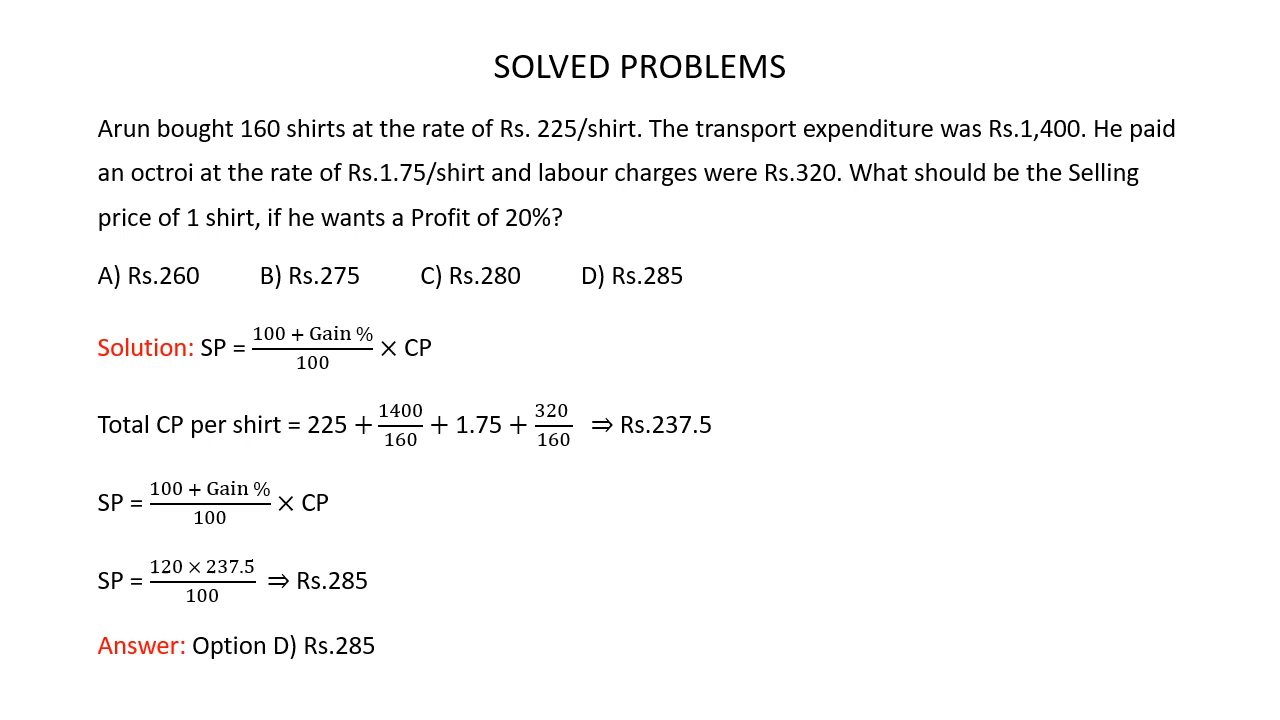 SOLVED PROBLEMS
Arun bought 160 shirts at the rate of Rs. 225/shirt. The transport expenditure was Rs.1,400. He paid
an octroi at the rate of Rs.1.75/shirt and labour charges were Rs.320. What should be the Selling
price of 1 shirt, if he wants a Profit of 20%?
A) Rs.260 B) Rs.275 C) Rs.280 D) Rs.285
Solution: SP = (100 + Gain %)/100 × CP
Total CP per shirt = 225 + 1400/160 + 1.75 + 320/160 ⇒ Rs.237.5
SP = (100 + Gain %)/100 × CP
SP = (120 × 237.5)/100 ⇒ Rs.285
Answer: Option D) Rs.285